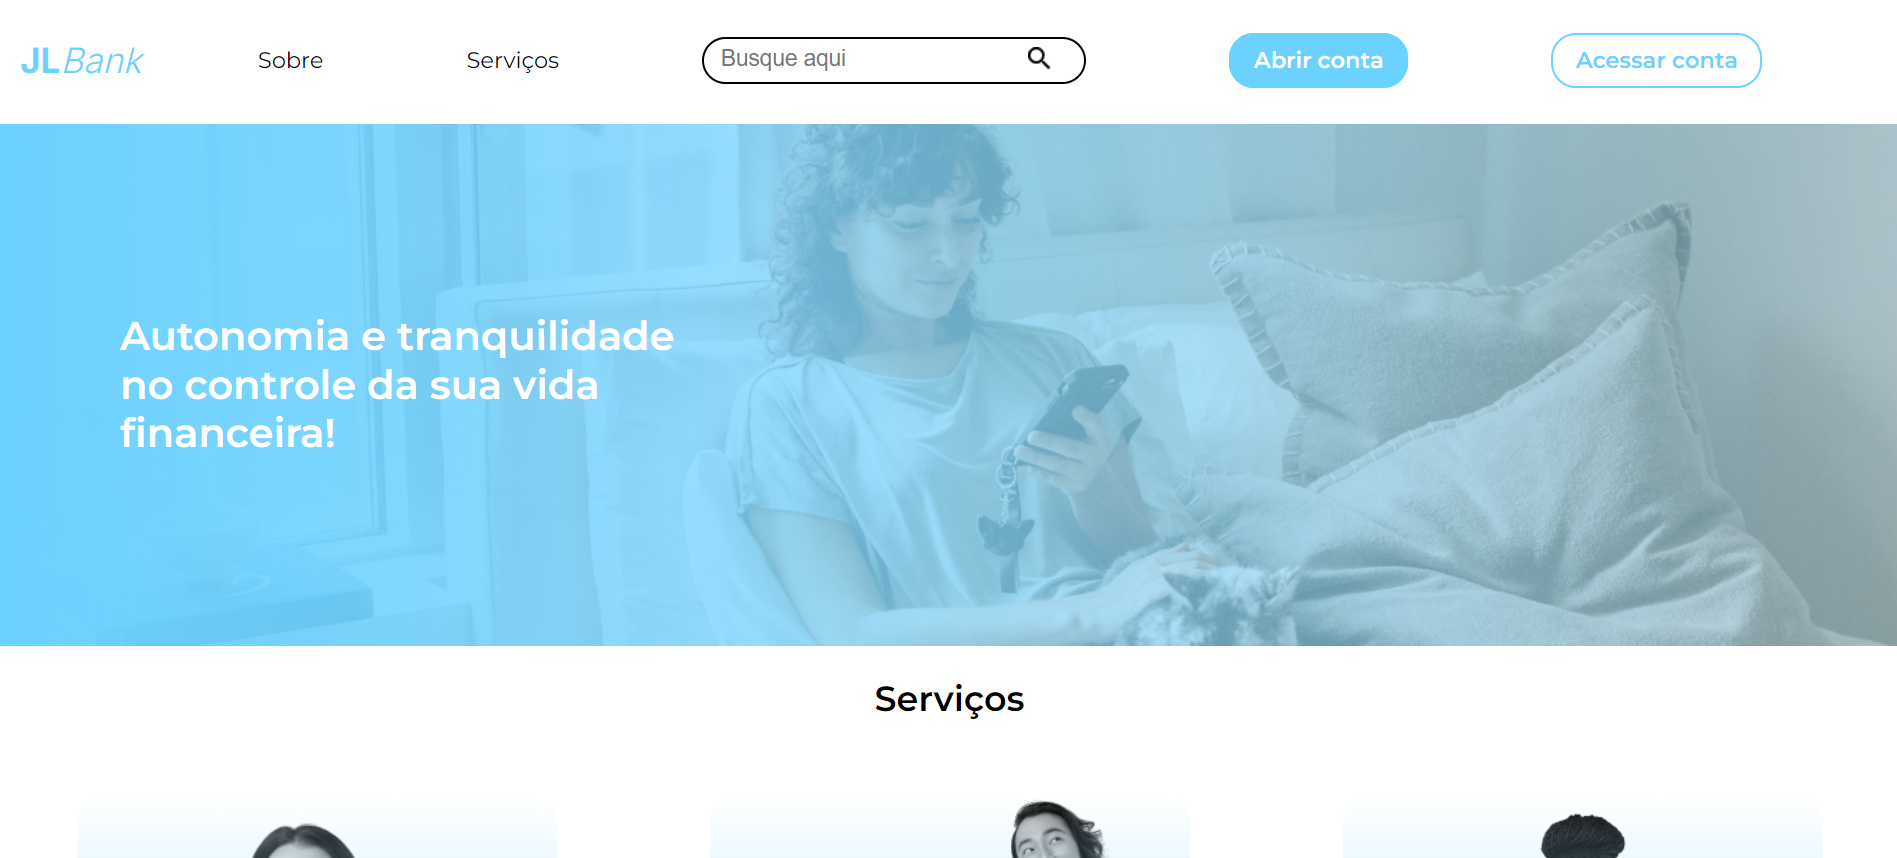 JLBank
Sobre
Serviços
Busque aqui
Abrir conta
Acessar conta
Autonomia e tranquilidade
no controle da sua vida
financeira!
Serviços